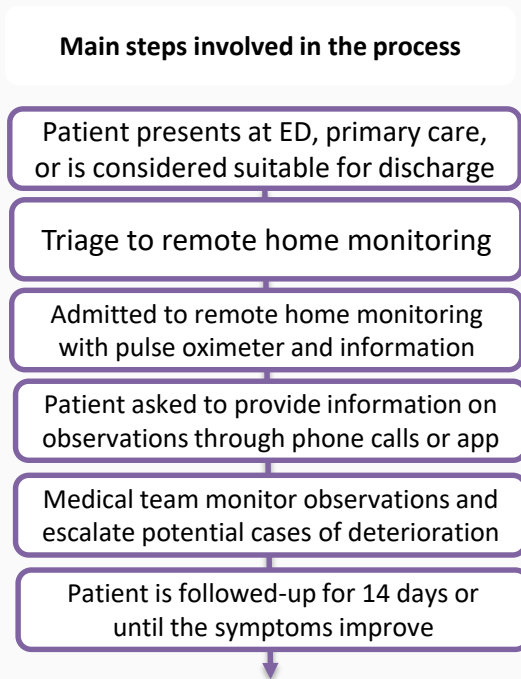 Main steps involved in the process
Patient presents at ED, primary care,
or is considered suitable for discharge
Triage to remote home monitoring
Admitted to remote home monitoring
with pulse oximeter and information
Patient asked to provide information on
observations through phone calls or app
Medical team monitor observations and
escalate potential cases of deterioration
Patient is followed-up for 14 days or
until the symptoms improve